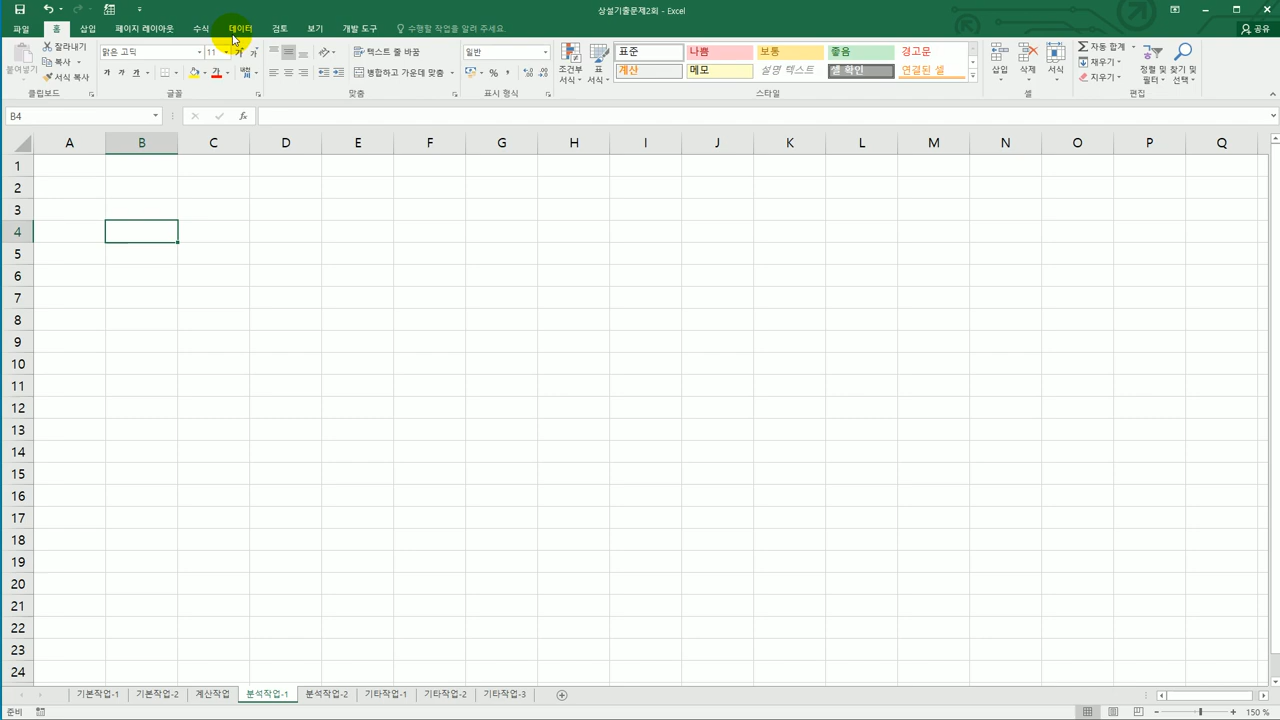 상설기출문제2회 - Excel
파일 홈 삽입 페이지 레이아웃 수식 데이터 검토 보기 개발 도구 수행할 작업을 알려 주세요. 공유
붙여넣기 잘라내기 복사 서식 복사
클립보드
맑은 고딕 11 가 가
가
글꼴
텍스트 줄 바꿈
병합하고 가운데 맞춤
맞춤
일반
%
표시 형식
조건부 서식 표 서식
표준 나쁨 보통 좋음 경고문
계산 메모 설명 텍스트 셀 확인 연결된 셀
스타일
삽입 삭제 서식
셀
자동 합계
채우기
지우기
정렬 및 필터 찾기 및 선택
편집
B4 fx
A B C D E F G H I J K L M N O P Q
1
2
3
4
5
6
7
8
9
10
11
12
13
14
15
16
17
18
19
20
21
22
23
24
기본작업-1 기본작업-2 계산작업 분석작업-1 분석작업-2 기타작업-1 기타작업-2 기타작업-3
준비 150 %